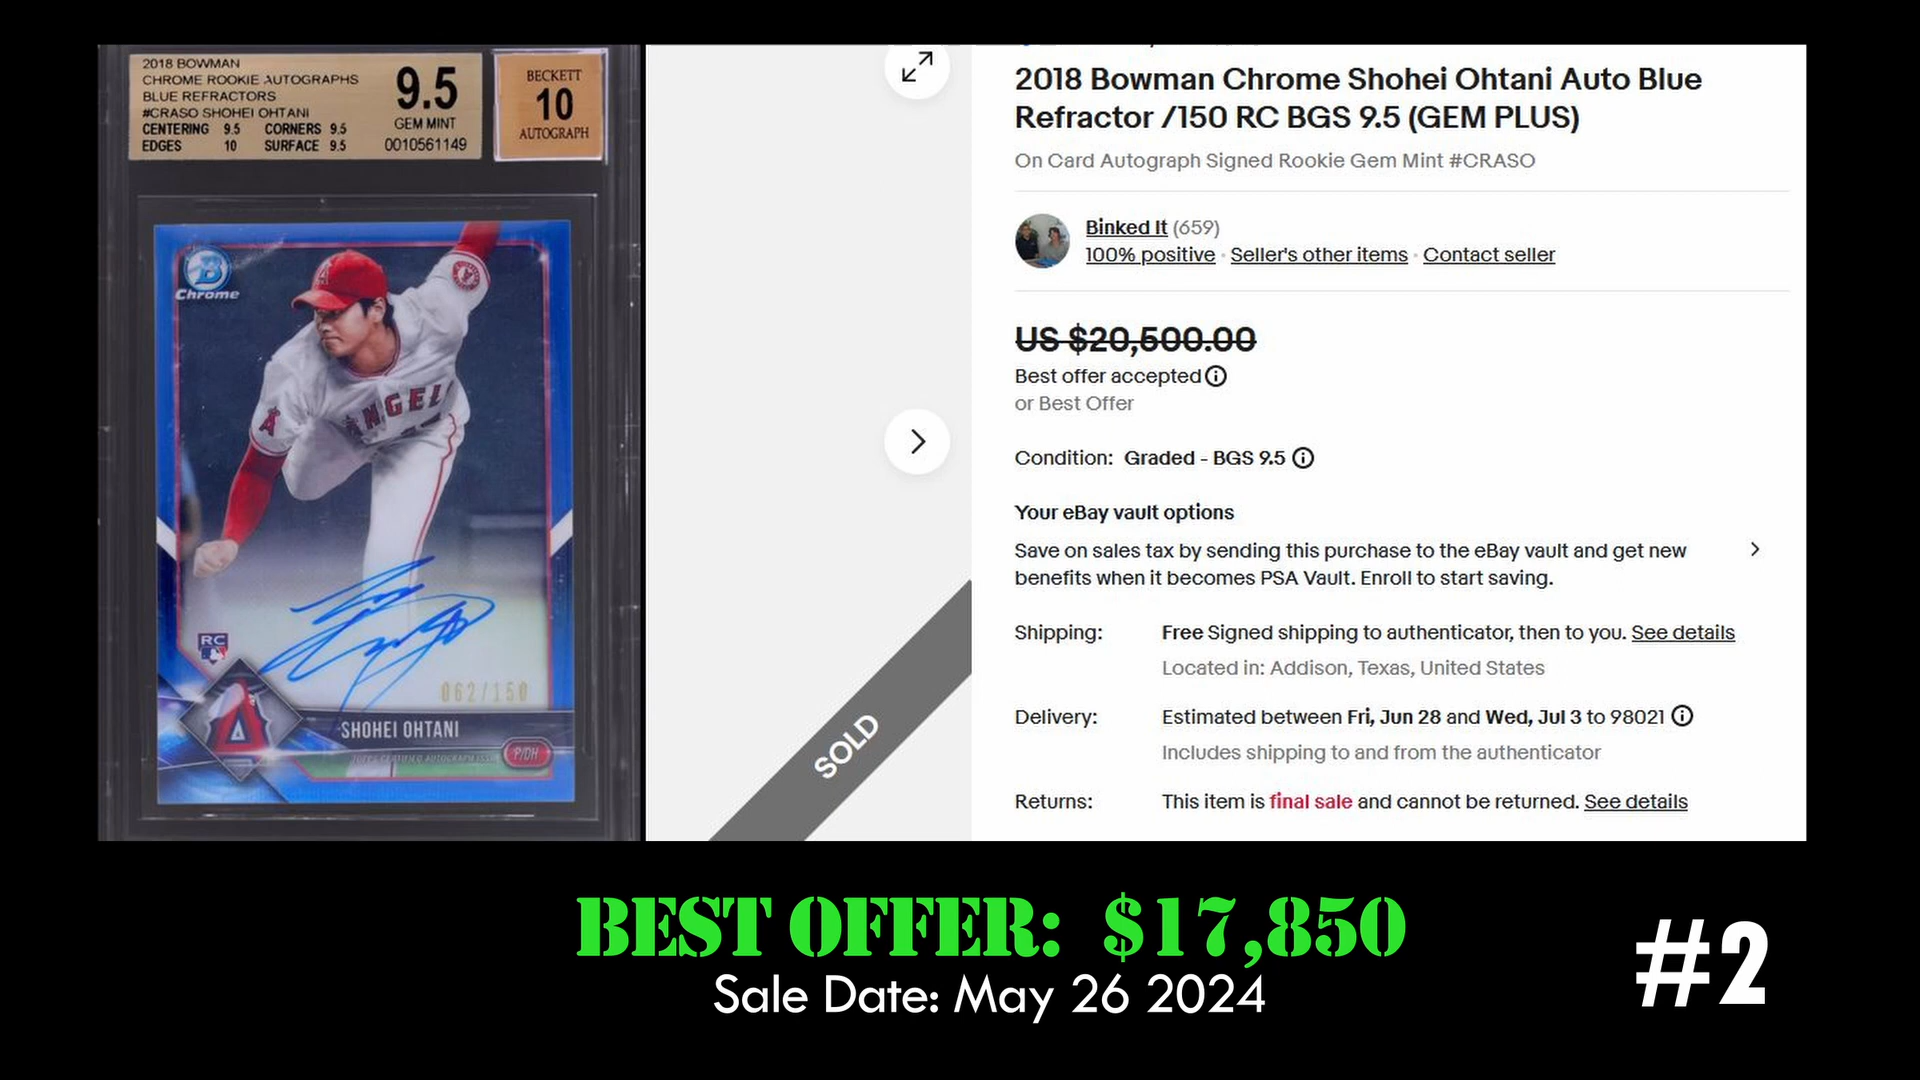 2018 BOWMAN
CHROME ROOKIE AUTOGRAPHS
BLUE REFRACTORS
#CRASO SHOHEI OHTANI
CENTERING 9.5 CORNERS 9.5
EDGES 10 SURFACE 9.5
9.5
GEM MINT
0010561149
BECKETT
10
AUTOGRAPH
B
Chrome
A
ANGEL
A
RC
062/150
A
SHOHEI OHTANI
TOPPS CERTIFIED AUTOGRAPH ISSUE
P/DH
SOLD
2018 Bowman Chrome Shohei Ohtani Auto Blue
Refractor /150 RC BGS 9.5 (GEM PLUS)
On Card Autograph Signed Rookie Gem Mint #CRASO
Binked It (659)
100% positive · Seller's other items · Contact seller
US $20,500.00
Best offer accepted
or Best Offer
Condition: Graded - BGS 9.5
Your eBay vault options
Save on sales tax by sending this purchase to the eBay vault and get new
benefits when it becomes PSA Vault. Enroll to start saving.
Shipping: Free Signed shipping to authenticator, then to you. See details
Located in: Addison, Texas, United States
Delivery: Estimated between Fri, Jun 28 and Wed, Jul 3 to 98021
Includes shipping to and from the authenticator
Returns: This item is final sale and cannot be returned. See details
BEST OFFER: $17,850
Sale Date: May 26 2024
#2